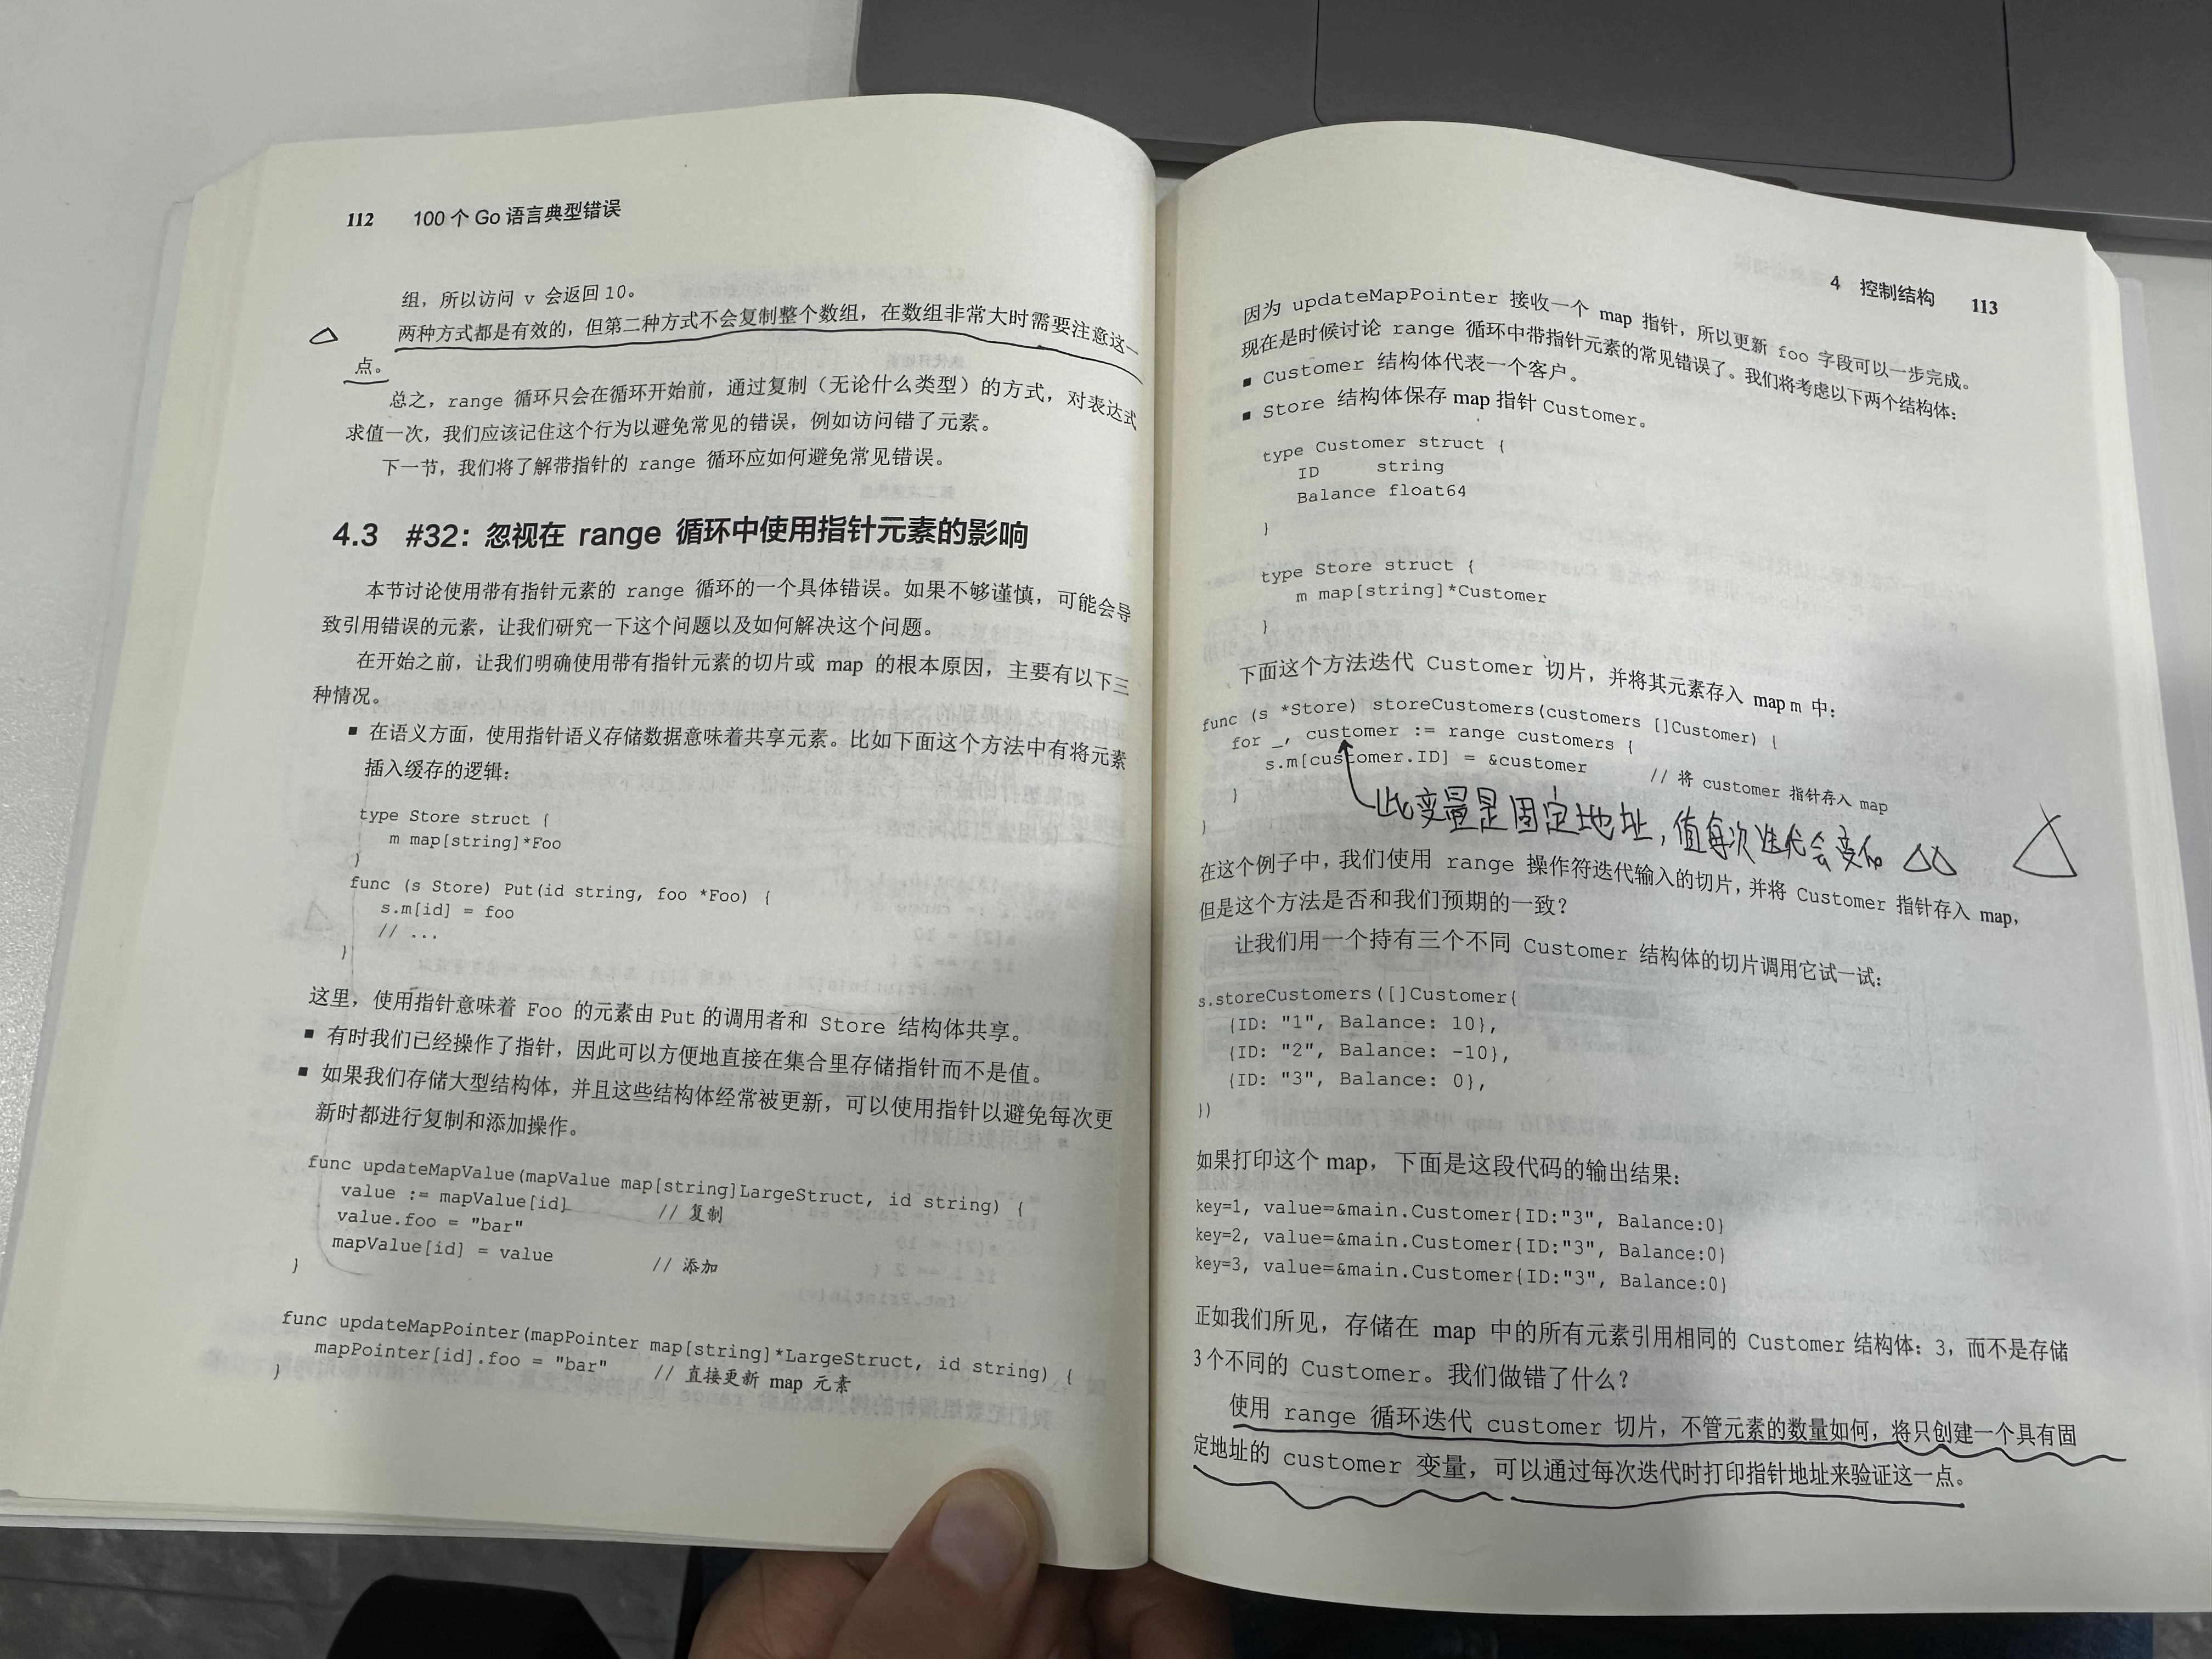 112 100 个 Go 语言典型错误
组，所以访问 v 会返回 10。
两种方式都是有效的，但第二种方式不会复制整个数组，在数组非常大时需要注意这一
点。
总之，range 循环只会在循环开始前，通过复制（无论什么类型）的方式，对表达式
求值一次，我们应该记住这个行为以避免常见的错误，例如访问错了元素。
下一节，我们将了解带指针的 range 循环应如何避免常见错误。
4.3 #32：忽视在 range 循环中使用指针元素的影响
本节讨论使用带有指针元素的 range 循环的一个具体错误。如果不够谨慎，可能会导
致引用错误的元素，让我们研究一下这个问题以及如何解决这个问题。
在开始之前，让我们明确使用带有指针元素的切片或 map 的根本原因，主要有以下三
种情况。
■ 在语义方面，使用指针语义存储数据意味着共享元素。比如下面这个方法中有将元素
插入缓存的逻辑：
type Store struct {
m map[string]*Foo
}
func (s Store) Put(id string, foo *Foo) {
s.m[id] = foo
// ...
}
这里，使用指针意味着 Foo 的元素由 Put 的调用者和 Store 结构体共享。
■ 有时我们已经操作了指针，因此可以方便地直接在集合里存储指针而不是值。
■ 如果我们存储大型结构体，并且这些结构体经常被更新，可以使用指针以避免每次更
新时都进行复制和添加操作。
func updateMapValue(mapValue map[string]LargeStruct, id string) {
value := mapValue[id] // 复制
value.foo = "bar"
mapValue[id] = value // 添加
}
func updateMapPointer(mapPointer map[string]*LargeStruct, id string) {
mapPointer[id].foo = "bar" // 直接更新 map 元素
}
4 控制结构 113
因为 updateMapPointer 接收一个 map 指针，所以更新 foo 字段可以一步完成。
现在是时候讨论 range 循环中带指针元素的常见错误了。我们将考虑以下两个结构体：
■ Customer 结构体代表一个客户。
■ Store 结构体保存 map 指针 Customer。
type Customer struct {
ID string
Balance float64
}
type Store struct {
m map[string]*Customer
}
下面这个方法迭代 Customer 切片，并将其元素存入 map m 中：
func (s *Store) storeCustomers(customers []Customer) {
for _, customer := range customers {
s.m[customer.ID] = &customer // 将 customer 指针存入 map
}
}
此变量是固定地址，值每次迭代会变化
在这个例子中，我们使用 range 操作符迭代输入的切片，并将 Customer 指针存入 map，
但是这个方法是否和我们预期的一致？
让我们用一个持有三个不同 Customer 结构体的切片调用它试一试：
s.storeCustomers([]Customer{
{ID: "1", Balance: 10},
{ID: "2", Balance: -10},
{ID: "3", Balance: 0},
})
如果打印这个 map，下面是这段代码的输出结果：
key=1, value=&main.Customer{ID:"3", Balance:0}
key=2, value=&main.Customer{ID:"3", Balance:0}
key=3, value=&main.Customer{ID:"3", Balance:0}
正如我们所见，存储在 map 中的所有元素引用相同的 Customer 结构体：3，而不是存储
3 个不同的 Customer。我们做错了什么？
使用 range 循环迭代 customer 切片，不管元素的数量如何，将只创建一个具有固
定地址的 customer 变量，可以通过每次迭代时打印指针地址来验证这一点。